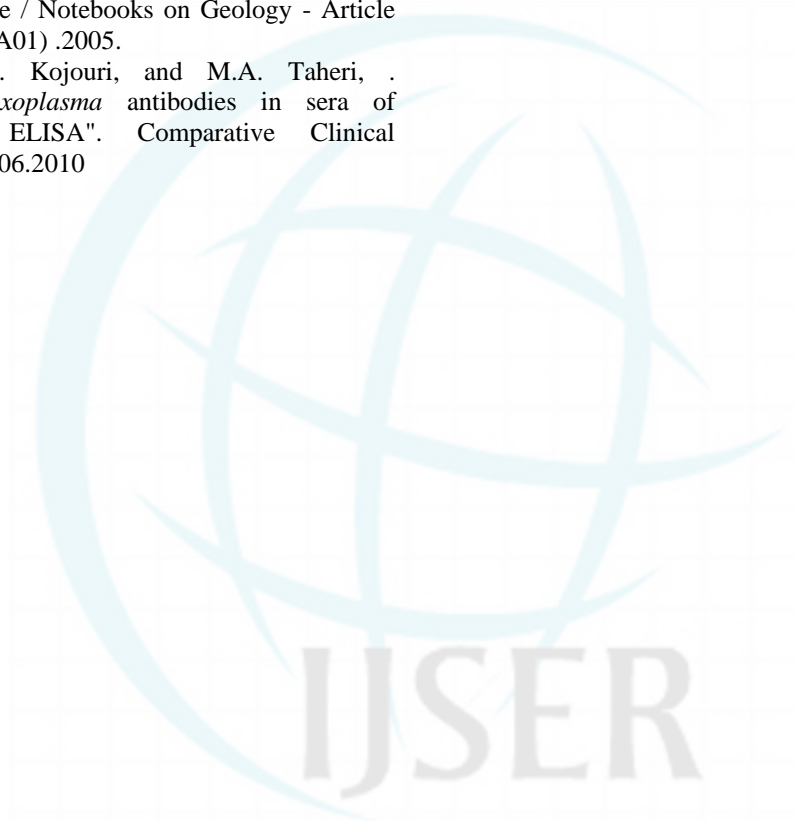 e / Notebooks on Geology - Article
A01) .2005.
. Kojouri, and M.A. Taheri, .
xoplasma antibodies in sera of
ELISA". Comparative Clinical
06.2010
IJSER